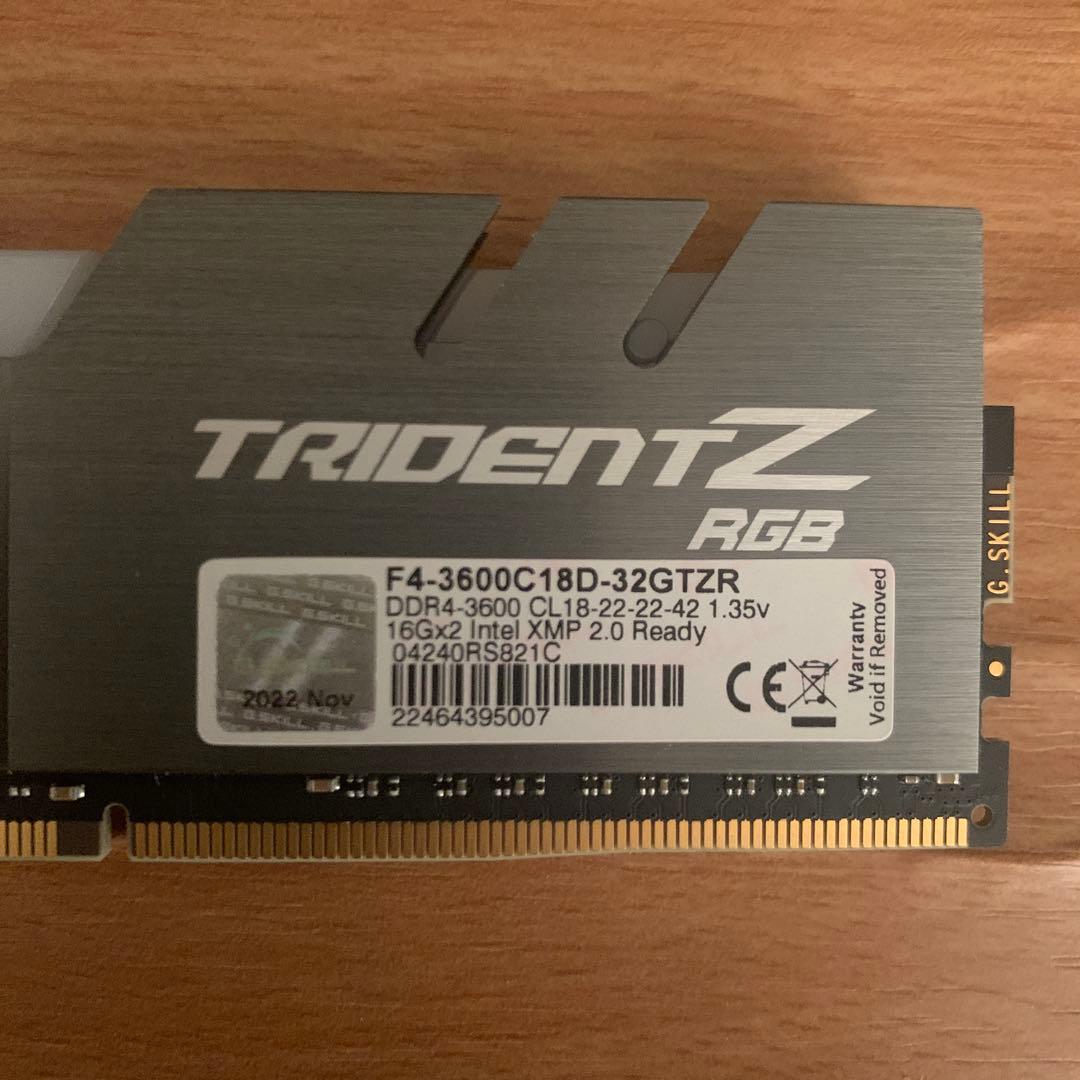 TRIDENTZ
RGB
G.SKILL
F4-3600C18D-32GTZR
DDR4-3600 CL18-22-22-42 1.35v
16Gx2 Intel XMP 2.0 Ready
04240RS821C
22464395007
2022 Nov
G.SKILL
CE
Warranty
Void if Removed